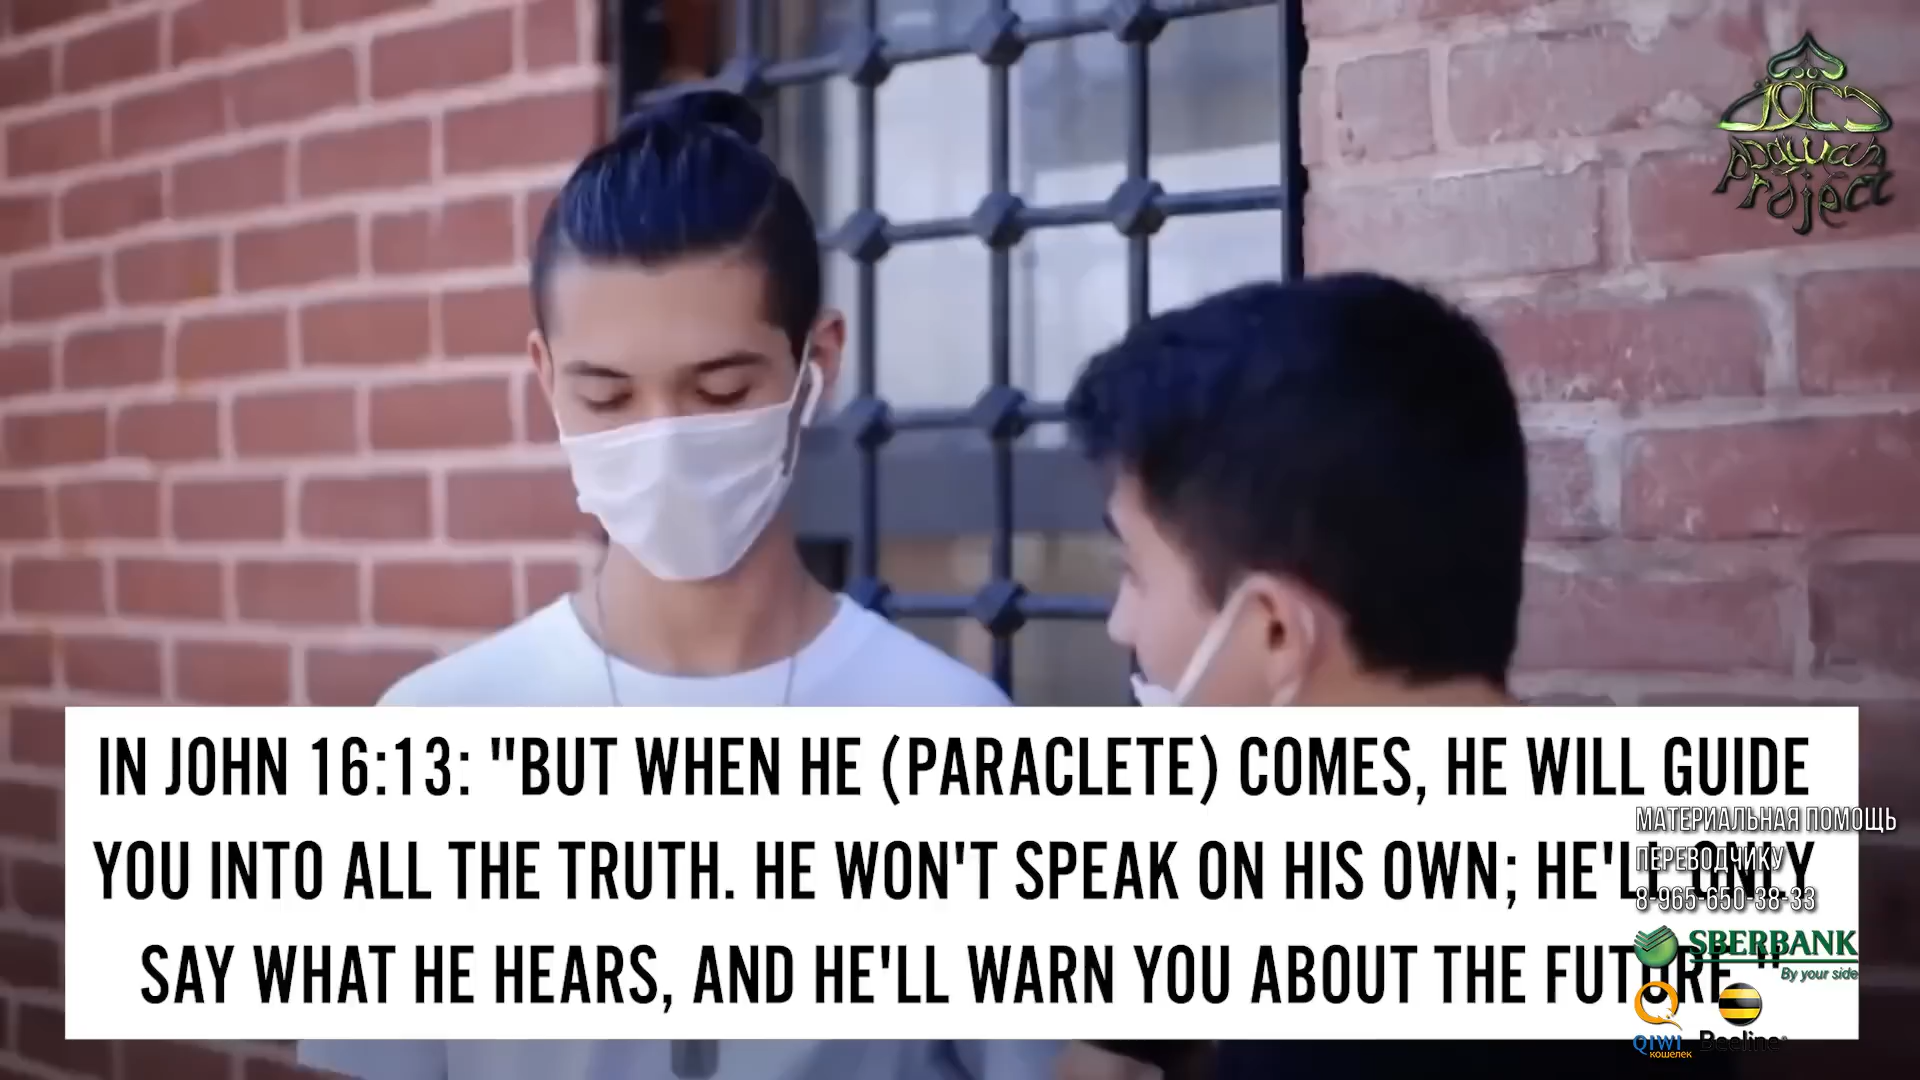 Dawah
Project
IN JOHN 16:13: "BUT WHEN HE (PARACLETE) COMES, HE WILL GUIDE
YOU INTO ALL THE TRUTH. HE WON'T SPEAK ON HIS OWN; HE'LL ONLY
SAY WHAT HE HEARS, AND HE'LL WARN YOU ABOUT THE FUTURE."
МАТЕРИАЛЬНАЯ ПОМОЩЬ
ПЕРЕВОДЧИКУ
8-965-650-38-33
SBERBANK
By your side
QIWI
КОШЕЛЕК
Beeline